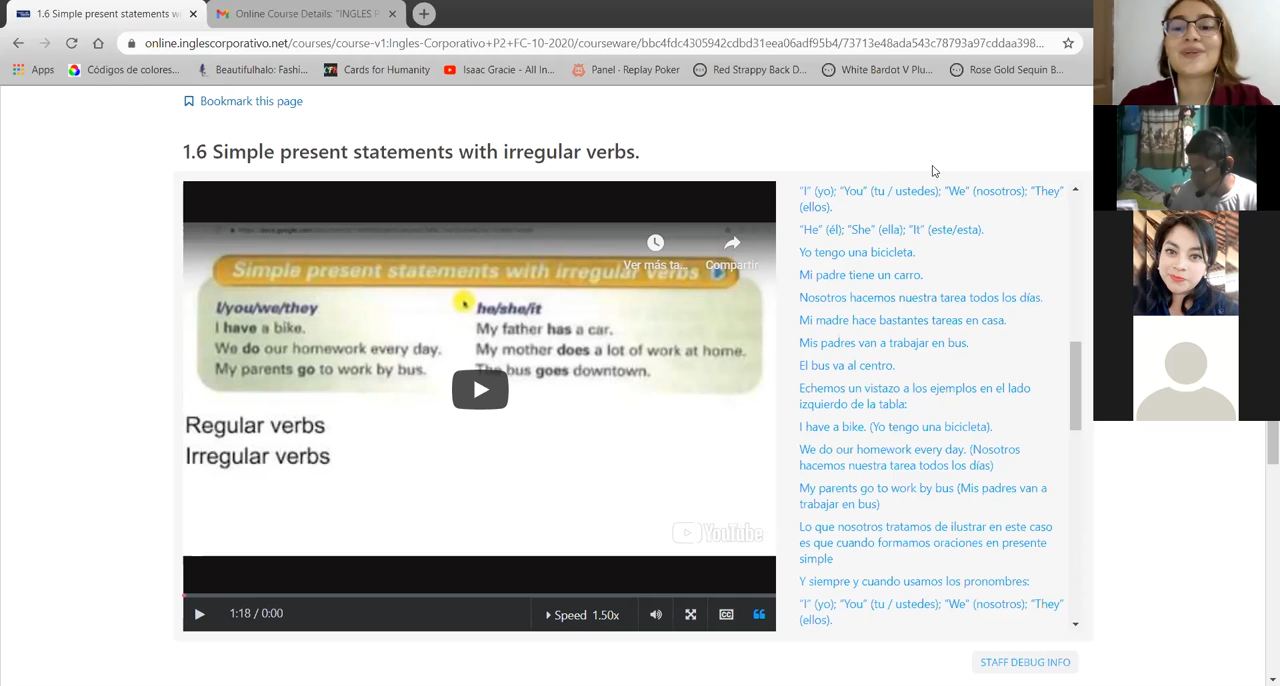 1.6 Simple present statements w
Online Course Details: "INGLES P
online.inglescorporativo.net/courses/course-v1:Ingles-Corporativo+P2+FC-10-2020/courseware/bbc4fdc4305942cdbd31eea06adf95b4/73713e48ada543c78793a97cddaa398...
Apps
Códigos de colores...
Beautifulhalo: Fashi...
Cards for Humanity
Isaac Gracie - All In...
Panel · Replay Poker
Red Strappy Back D...
White Bardot V Plu...
Rose Gold Sequin B...
Bookmark this page
1.6 Simple present statements with irregular verbs.
Ver más ta...
Compartir
Simple present statements with irregular verbs
I/you/we/they
I have a bike.
We do our homework every day.
My parents go to work by bus.
he/she/it
My father has a car.
My mother does a lot of work at home.
The bus goes downtown.
Regular verbs
Irregular verbs
YouTube
1:18 / 0:00
Speed 1.50x
CC
"I" (yo); "You" (tu / ustedes); "We" (nosotros); "They"
(ellos).
"He" (él); "She" (ella); "It" (este/esta).
Yo tengo una bicicleta.
Mi padre tiene un carro.
Nosotros hacemos nuestra tarea todos los días.
Mi madre hace bastantes tareas en casa.
Mis padres van a trabajar en bus.
El bus va al centro.
Echemos un vistazo a los ejemplos en el lado
izquierdo de la tabla:
I have a bike. (Yo tengo una bicicleta).
We do our homework every day. (Nosotros
hacemos nuestra tarea todos los días)
My parents go to work by bus (Mis padres van a
trabajar en bus)
Lo que nosotros tratamos de ilustrar en este caso
es que cuando formamos oraciones en presente
simple
Y siempre y cuando usamos los pronombres:
"I" (yo); "You" (tu / ustedes); "We" (nosotros); "They"
(ellos).
STAFF DEBUG INFO